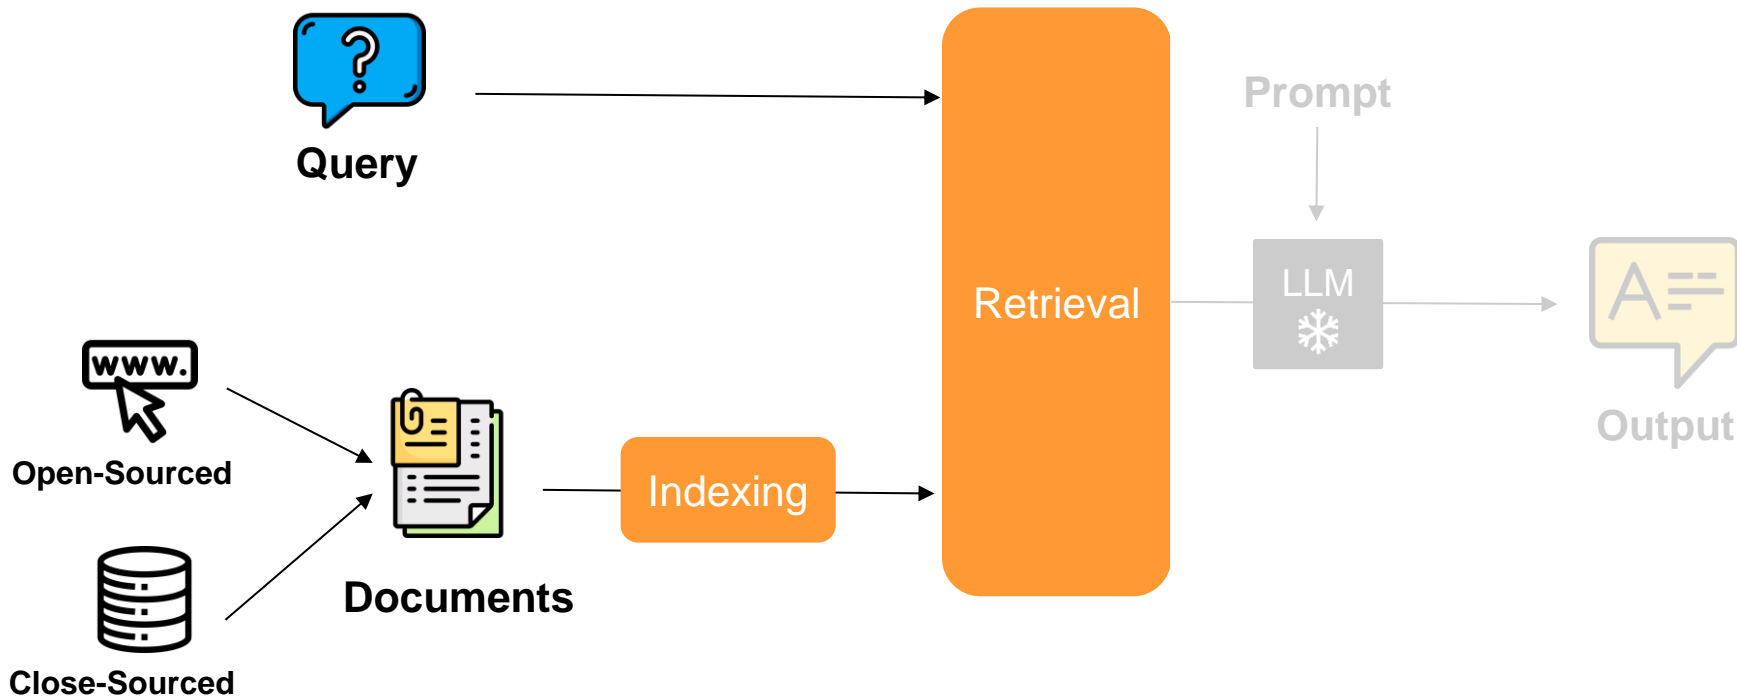 ?
Query
Prompt
Retrieval
LLM
A
Output
www.
Open-Sourced
Indexing
Documents
Close-Sourced